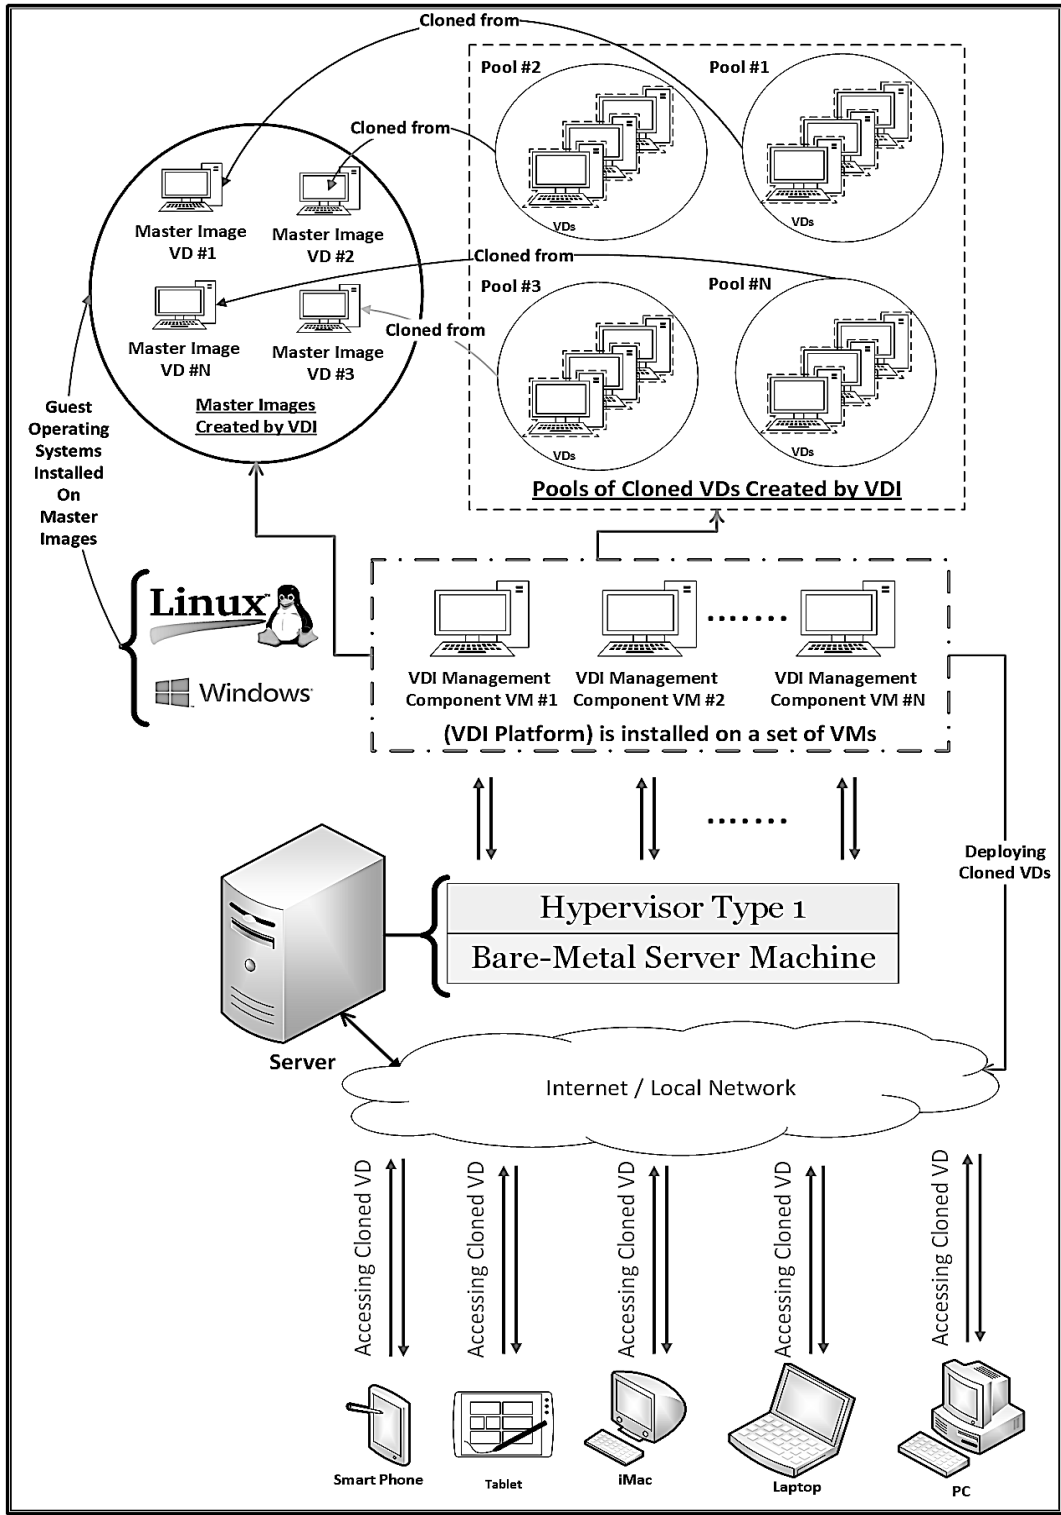 Cloned from
Pool #2
Pool #1
Cloned from
VDs
VDs
Master Image
VD #1
Master Image
VD #2
Cloned from
Pool #3
Pool #N
Master Image
VD #N
Master Image
VD #3
Cloned from
VDs
VDs
Master Images
Created by VDI
Pools of Cloned VDs Created by VDI
Guest
Operating
Systems
Installed
On
Master
Images
Linux™
Windows
VDI Management
Component VM #1
VDI Management
Component VM #2
VDI Management
Component VM #N
(VDI Platform) is installed on a set of VMs
Deploying
Cloned VDs
Hypervisor Type 1
Bare-Metal Server Machine
Server
Internet / Local Network
Accessing Cloned VD
Accessing Cloned VD
Accessing Cloned VD
Accessing Cloned VD
Accessing Cloned VD
Smart Phone
Tablet
iMac
Laptop
PC